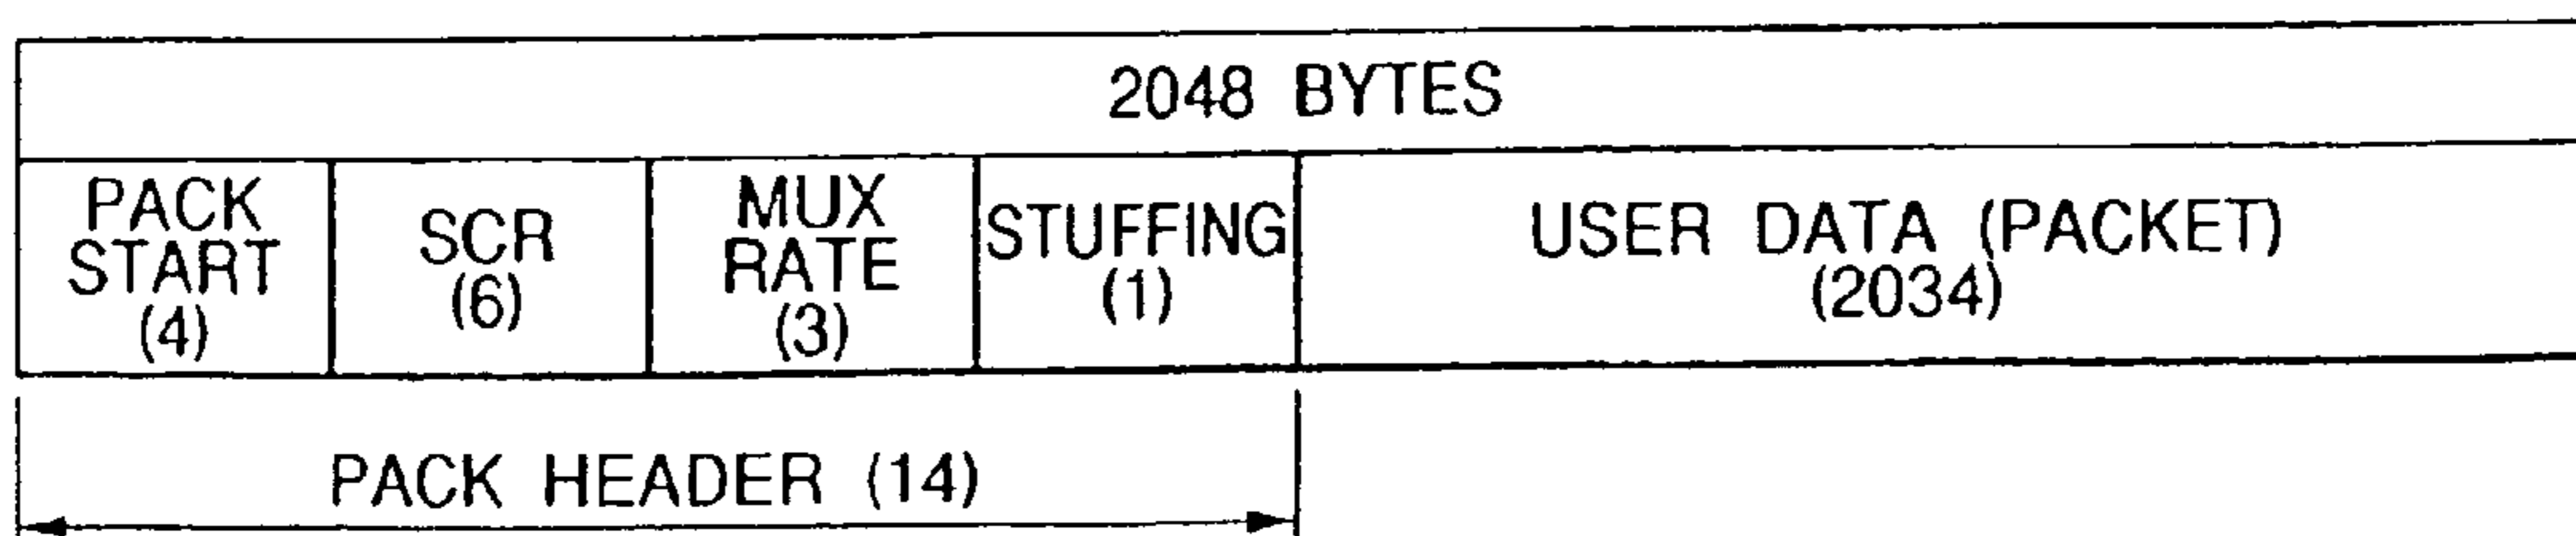 2048 BYTES
PACK
START
(4)
SCR
(6)
MUX
RATE
(3)
STUFFING
(1)
USER DATA (PACKET)
(2034)
PACK HEADER (14)